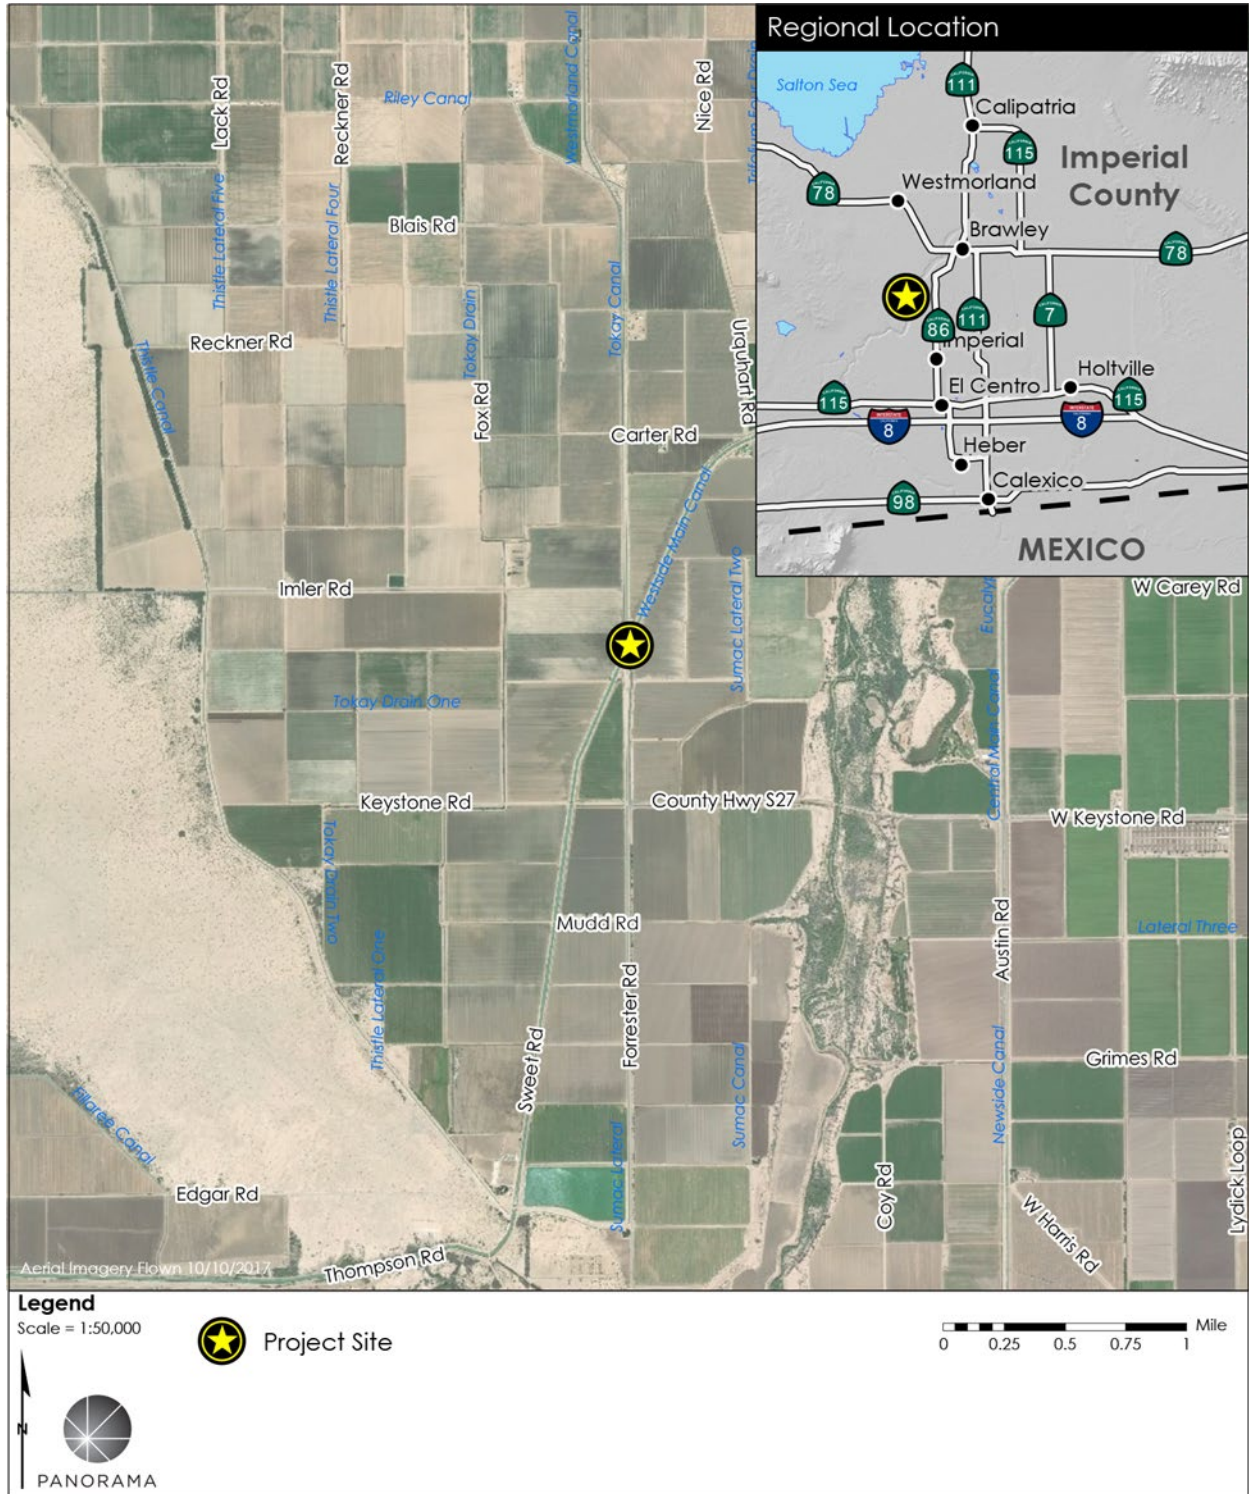 Regional Location
Salton Sea
111
Calipatria
115
Imperial
County
78
Westmorland
Brawley
78
86
111
7
Imperial
El Centro
Holtville
115
115
8
8
Heber
Calexico
98
MEXICO
Lack Rd
Reckner Rd
Riley Canal
Westmorland Canal
Nice Rd
Trifolium Four Drain
Thistle Lateral Five
Thistle Lateral Four
Blais Rd
Tokay Drain
Tokay Canal
Reckner Rd
Thistle Canal
Fox Rd
Urquhart Rd
Carter Rd
Westside Main Canal
Imler Rd
Sumac Lateral Two
W Carey Rd
Tokay Drain One
Central Main Canal
Keystone Rd
County Hwy S27
W Keystone Rd
Tokay Drain Two
Mudd Rd
Austin Rd
Lateral Three
Thistle Lateral One
Forrester Rd
Sweet Rd
Sumac Canal
Newside Canal
Grimes Rd
Fillaree Canal
Edgar Rd
Sumac Lateral
Coy Rd
W Harris Rd
Lydick Loop
Thompson Rd
Aerial Imagery Flown 10/10/2017
Legend
Scale = 1:50,000
Project Site
Mile
0 0.25 0.5 0.75 1
N
PANORAMA